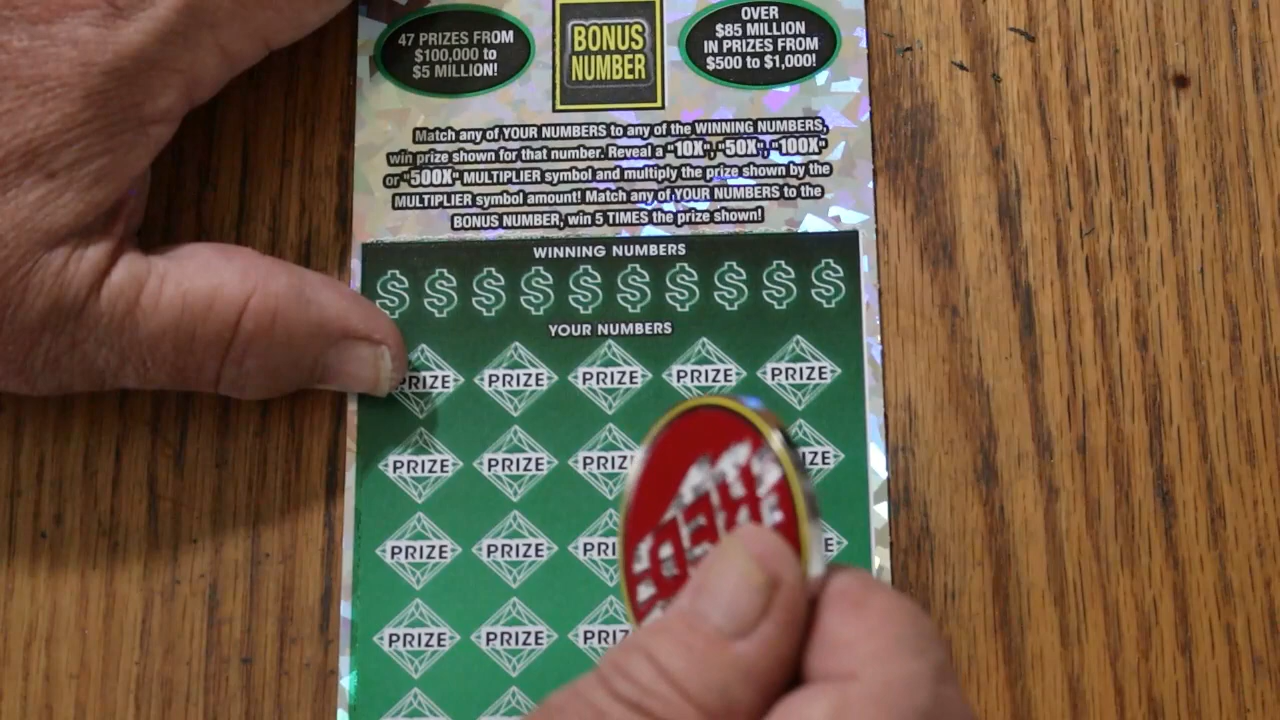 47 PRIZES FROM
$100,000 to
$5 MILLION!
BONUS
NUMBER
OVER
$85 MILLION
IN PRIZES FROM
$500 to $1,000!
Match any of YOUR NUMBERS to any of the WINNING NUMBERS,
win prize shown for that number. Reveal a "10X", "50X", "100X"
or "500X" MULTIPLIER symbol and multiply the prize shown by the
MULTIPLIER symbol amount! Match any of YOUR NUMBERS to the
BONUS NUMBER, win 5 TIMES the prize shown!
WINNING NUMBERS
$ $ $ $ $ $ $ $ $ $
YOUR NUMBERS
PRIZE PRIZE PRIZE PRIZE PRIZE
PRIZE PRIZE PRIZE
PRIZE PRIZE
PRIZE PRIZE